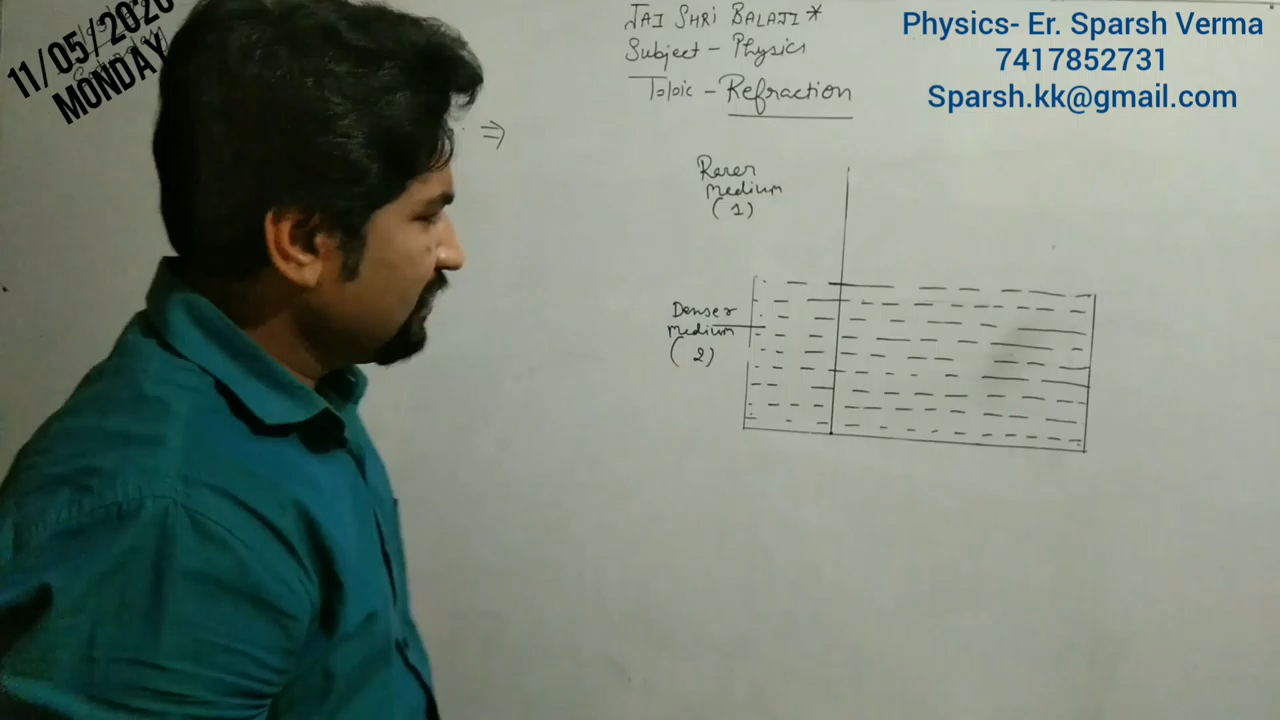 11/05/2020
MONDAY
JAI SHRI BALAJI *
Subject - Physics
Topic - Refraction
Physics- Er. Sparsh Verma
7417852731
Sparsh.kk@gmail.com
⇒
Rarer
medium
(1)
Denser
medium
(2)